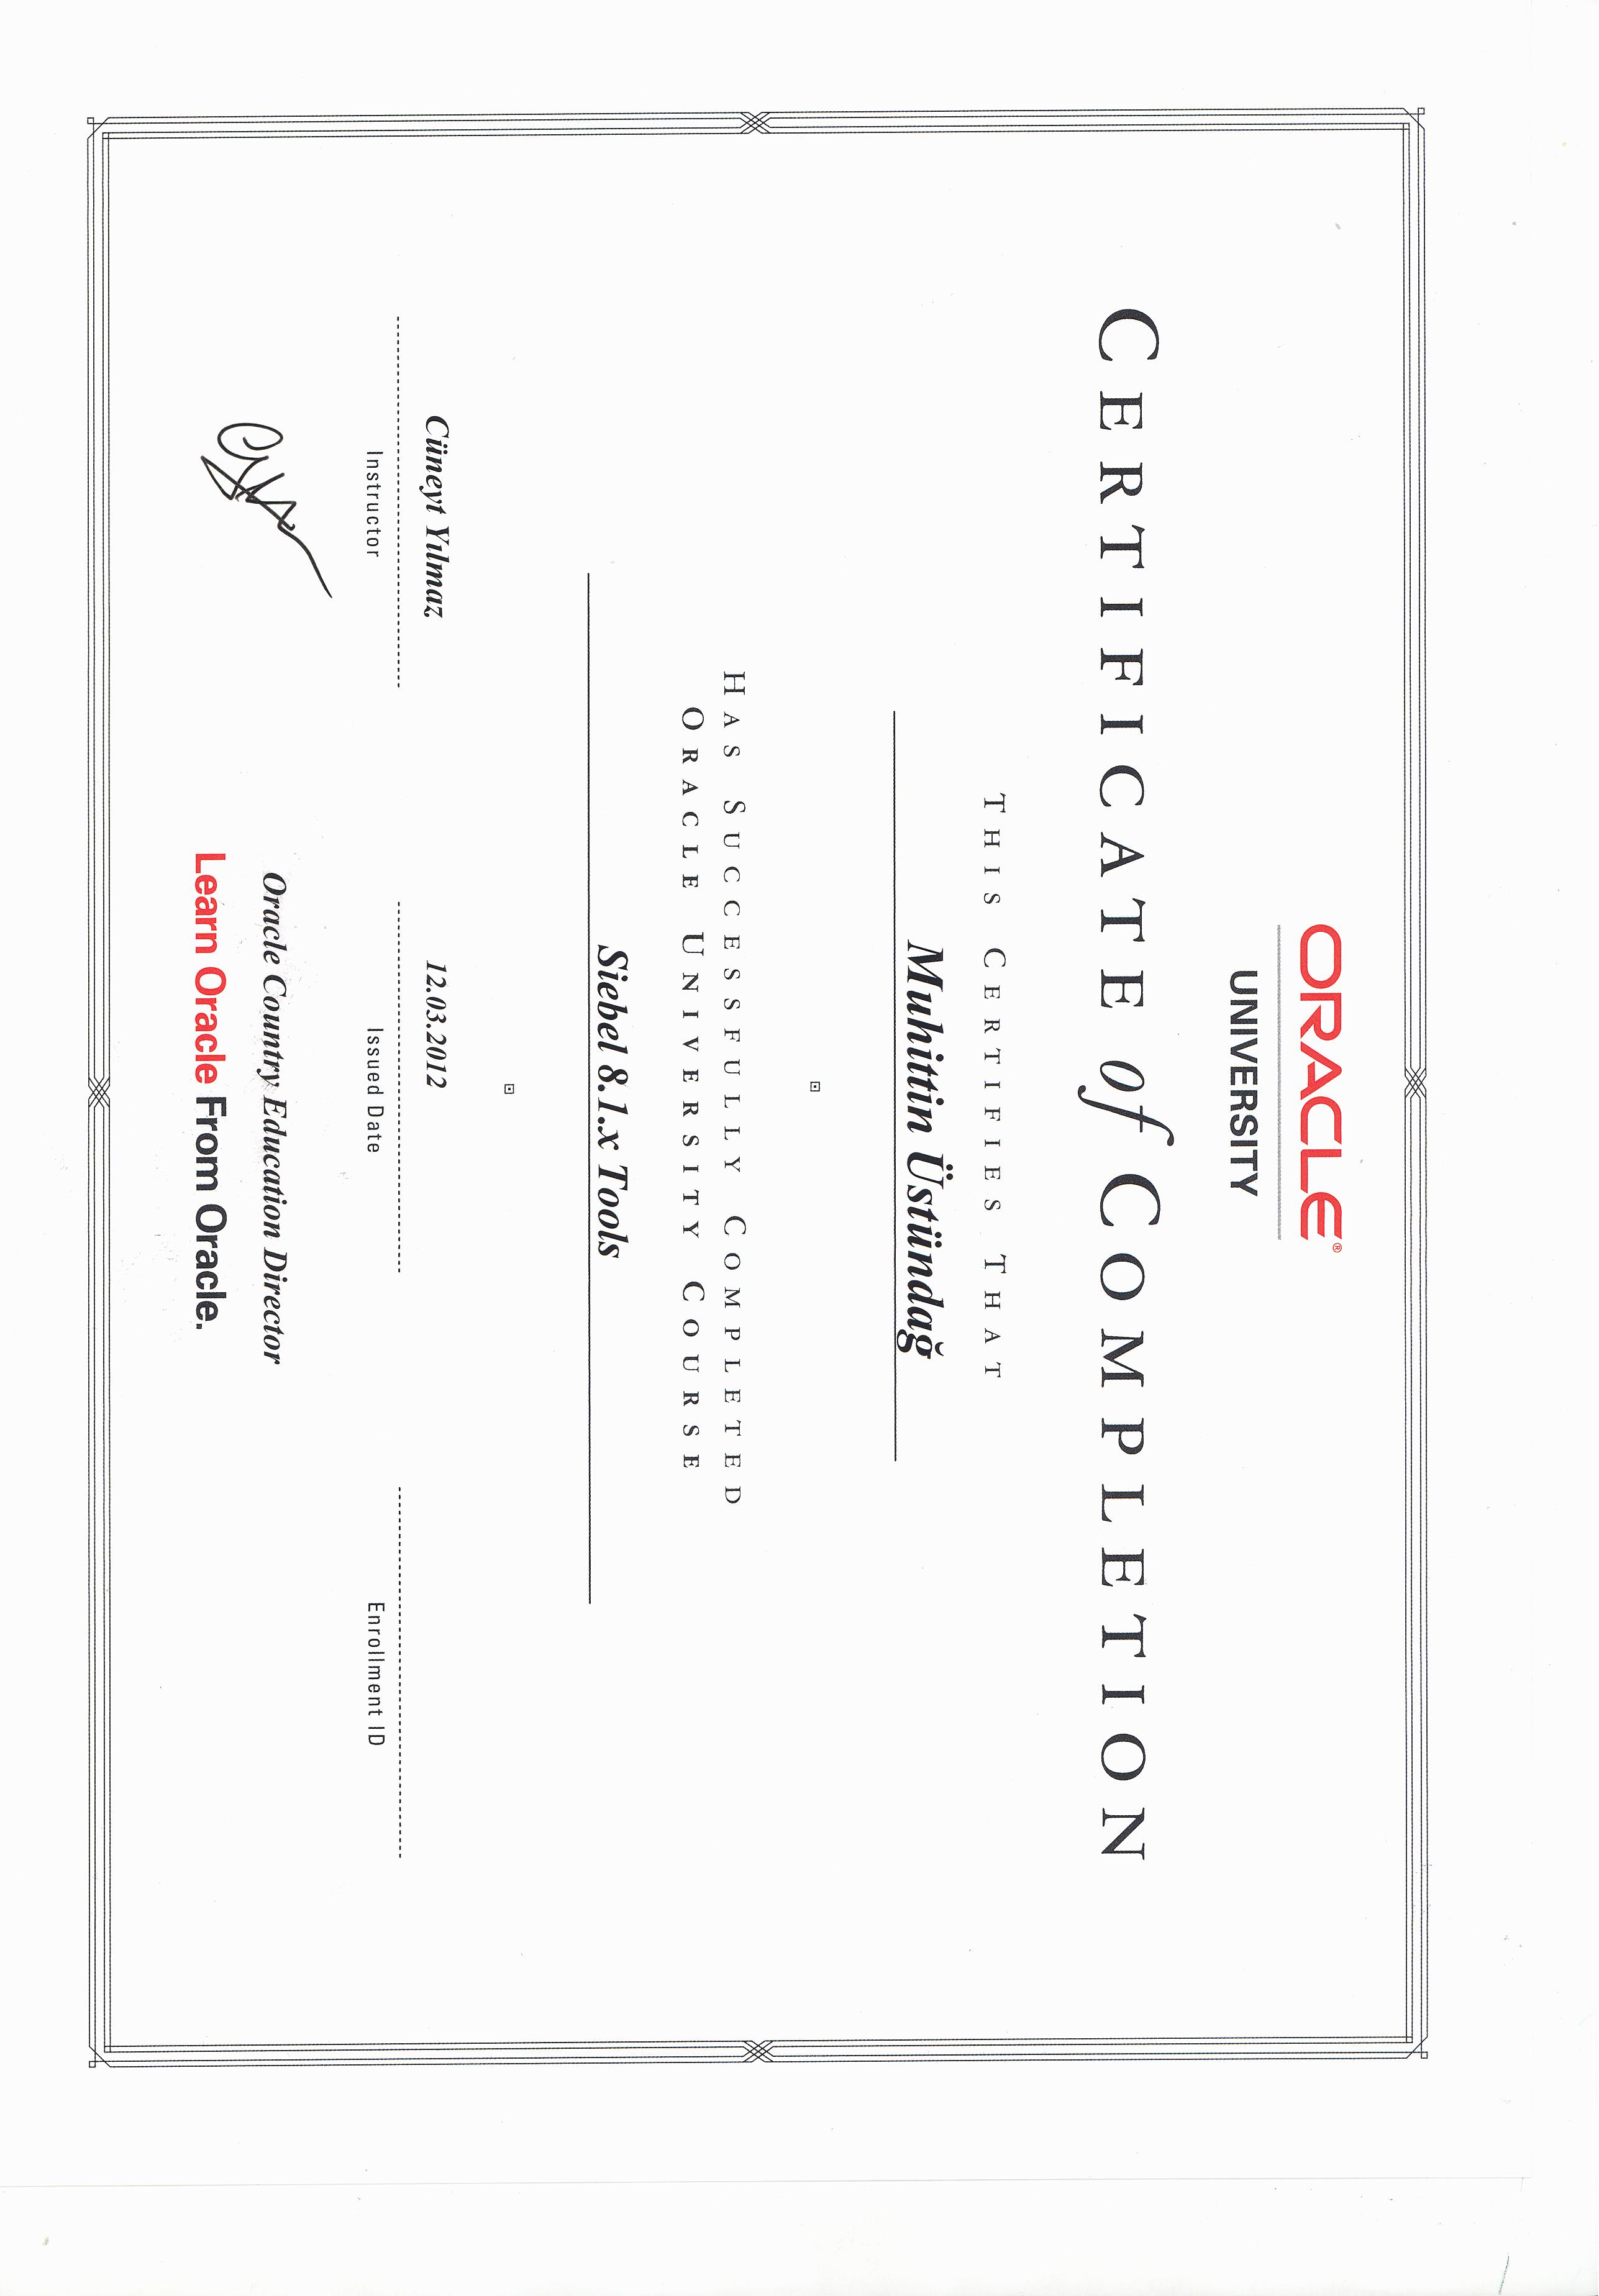 ORACLE®
UNIVERSITY
CERTIFICATE of COMPLETION
THIS CERTIFIES THAT
Muhittin Üstündağ
HAS SUCCESSFULLY COMPLETED
ORACLE UNIVERSITY COURSE
Siebel 8.1.x Tools
Cüneyt Yılmaz 12.03.2012
Instructor Issued Date Enrollment ID
Oracle Country Education Director
Learn Oracle From Oracle.